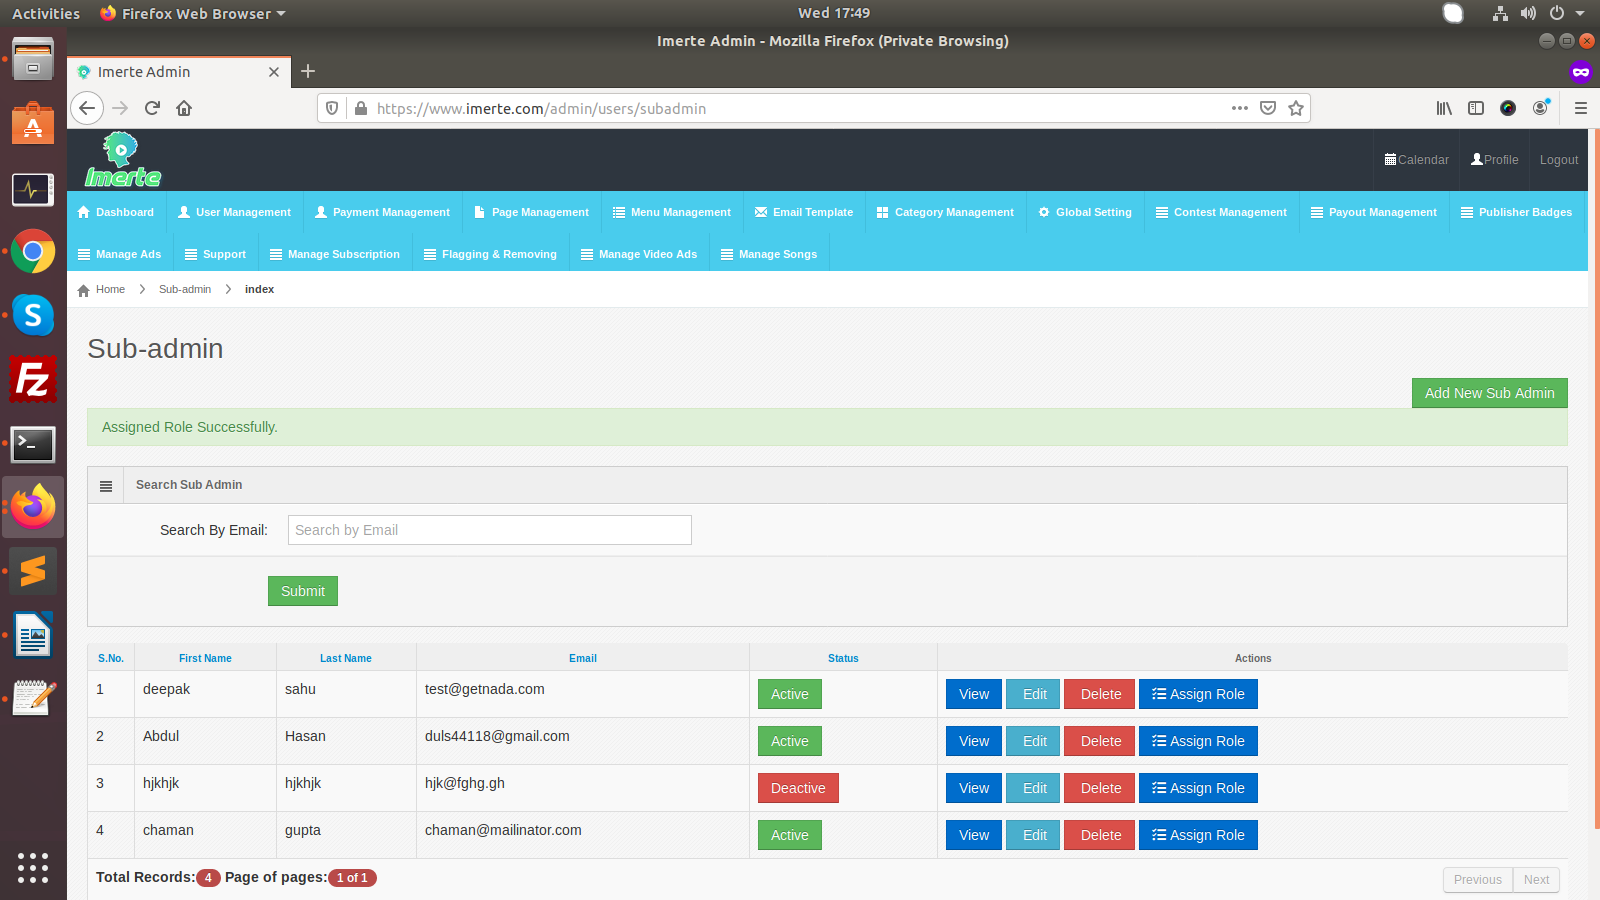 Activities Firefox Web Browser Wed 17:49
Imerte Admin - Mozilla Firefox (Private Browsing)
Imerte Admin
https://www.imerte.com/admin/users/subadmin
Imerte Calendar Profile Logout
Dashboard User Management Payment Management Page Management Menu Management Email Template Category Management Global Setting Contest Management Payout Management Publisher Badges
Manage Ads Support Manage Subscription Flagging & Removing Manage Video Ads Manage Songs
Home Sub-admin index
Sub-admin
Add New Sub Admin
Assigned Role Successfully.
Search Sub Admin
Search By Email: Search by Email
Submit
S.No. First Name Last Name Email Status Actions
1 deepak sahu test@getnada.com Active View Edit Delete Assign Role
2 Abdul Hasan duls44118@gmail.com Active View Edit Delete Assign Role
3 hjkhjk hjkhjk hjk@fghg.gh Deactive View Edit Delete Assign Role
4 chaman gupta chaman@mailinator.com Active View Edit Delete Assign Role
Total Records: 4 Page of pages: 1 of 1 Previous Next